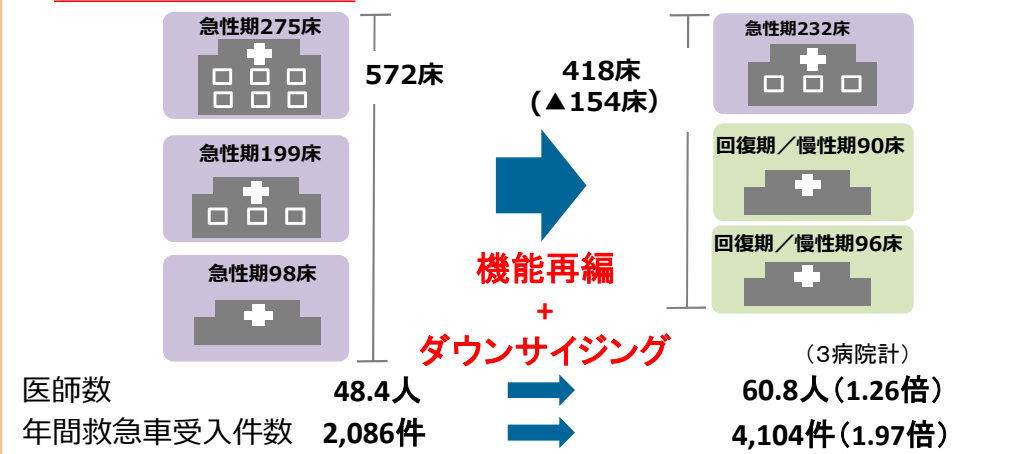 急性期275床
572床
急性期199床
急性期98床
418床
(▲154床)
機能再編
+
ダウンサイジング
急性期232床
回復期／慢性期90床
回復期／慢性期96床
（３病院計）
医師数 48.4人 60.8人（1.26倍）
年間救急車受入件数 2,086件 4,104件（1.97倍）